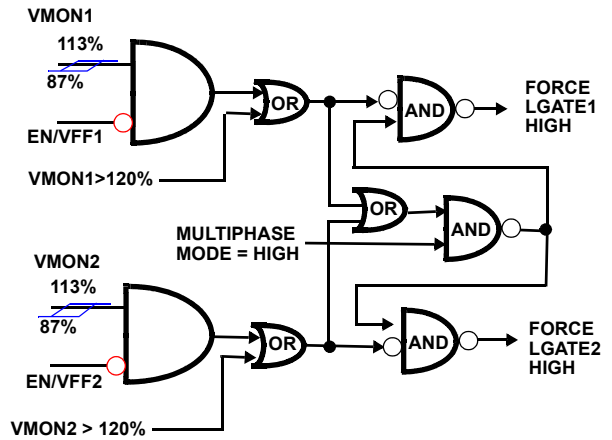 VMON1
113%
87%
EN/VFF1
VMON1>120%
OR
AND
FORCE
LGATE1
HIGH
OR
AND
MULTIPHASE
MODE = HIGH
VMON2
113%
87%
EN/VFF2
VMON2 > 120%
OR
AND
FORCE
LGATE2
HIGH